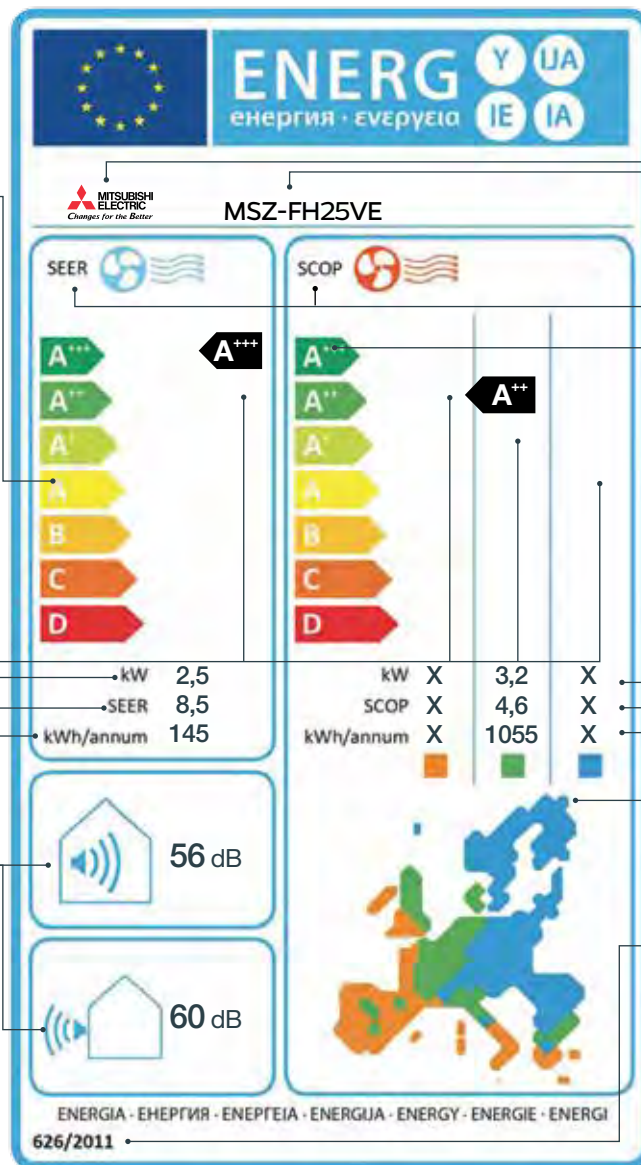 ENERG Y IJA
енергия · ενεργεια IE IA
MITSUBISHI
ELECTRIC
Changes for the Better
MSZ-FH25VE
SEER
A+++ A+++
A++
A+
A
B
C
D
kW 2,5
SEER 8,5
kWh/annum 145
SCOP
A+++
A++ A++
A+
A
B
C
D
kW X 3,2 X
SCOP X 4,6 X
kWh/annum X 1055 X
56 dB
60 dB
ENERGIA · ЕНЕРГИЯ · ΕΝΕΡΓΕΙΑ · ENERGIJA · ENERGY · ENERGIE · ENERGI
626/2011